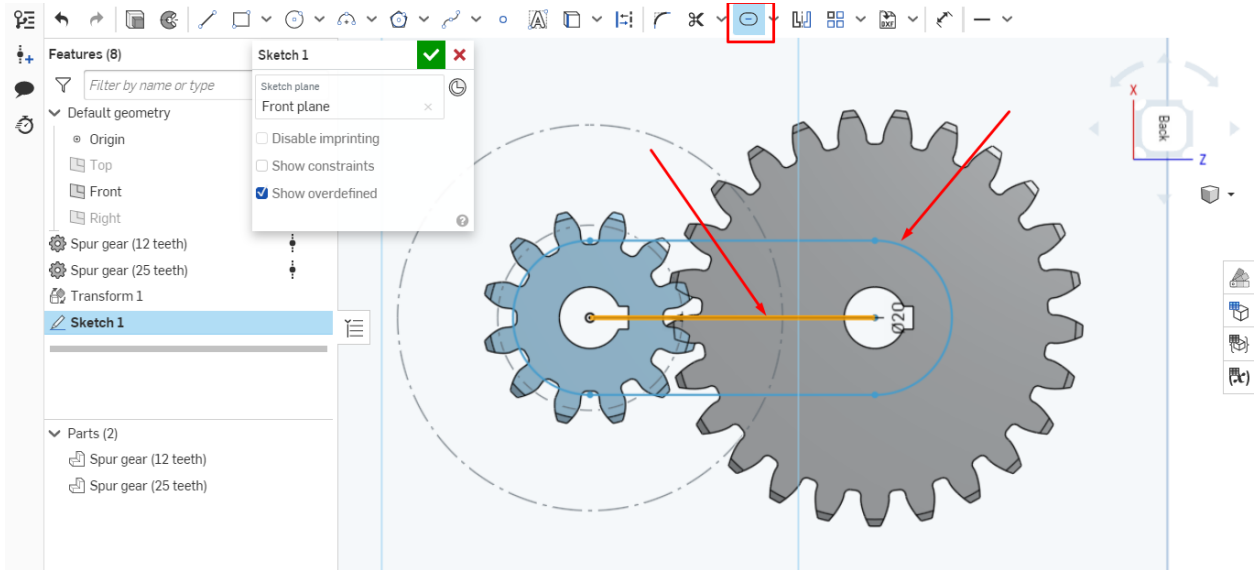 DXF
Features (8)
Filter by name or type
Default geometry
Origin
Top
Front
Right
Spur gear (12 teeth)
Spur gear (25 teeth)
Transform 1
Sketch 1
Parts (2)
Spur gear (12 teeth)
Spur gear (25 teeth)
Sketch 1
Sketch plane
Front plane
Disable imprinting
Show constraints
Show overdefined
Ø20
X
Back
Z
(x)